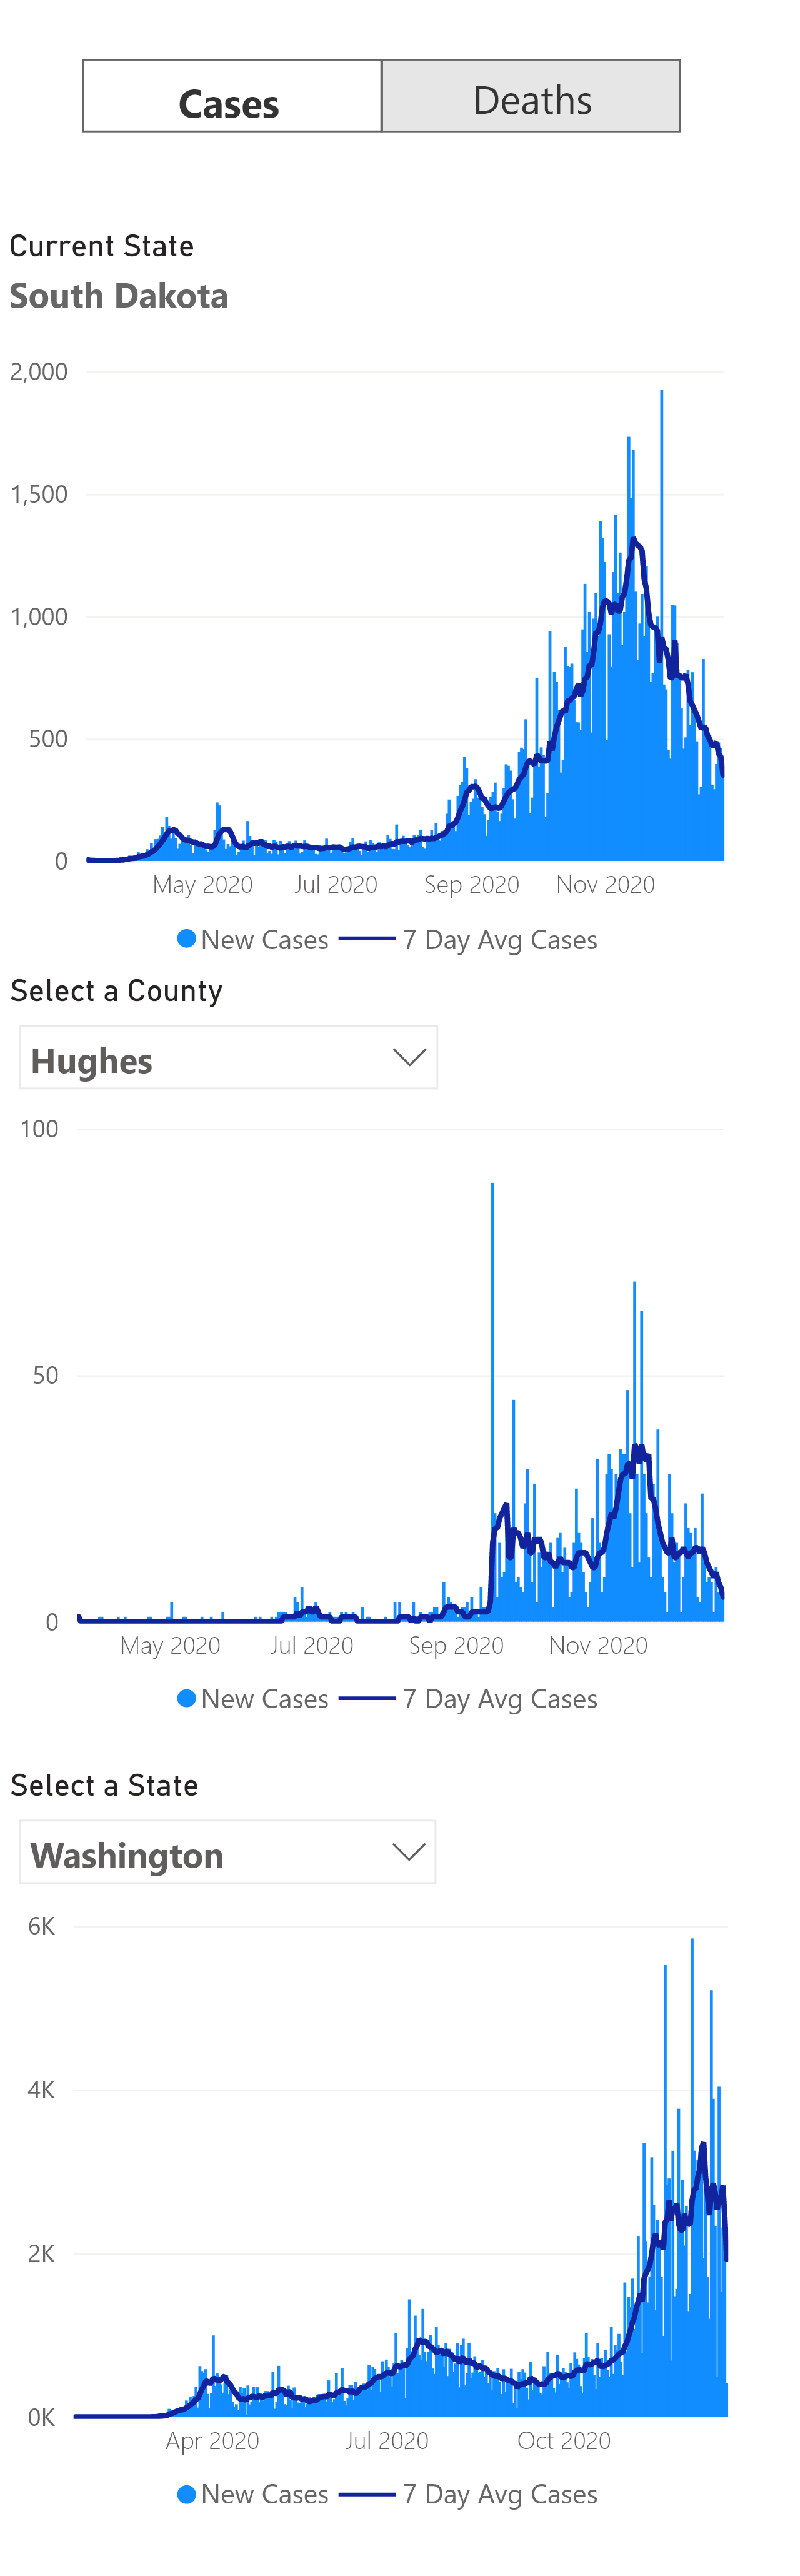 Cases Deaths
Current State
South Dakota
2,000
1,500
1,000
500
0
May 2020 Jul 2020 Sep 2020 Nov 2020
New Cases 7 Day Avg Cases
Select a County
Hughes
100
50
0
May 2020 Jul 2020 Sep 2020 Nov 2020
New Cases 7 Day Avg Cases
Select a State
Washington
6K
4K
2K
0K
Apr 2020 Jul 2020 Oct 2020
New Cases 7 Day Avg Cases